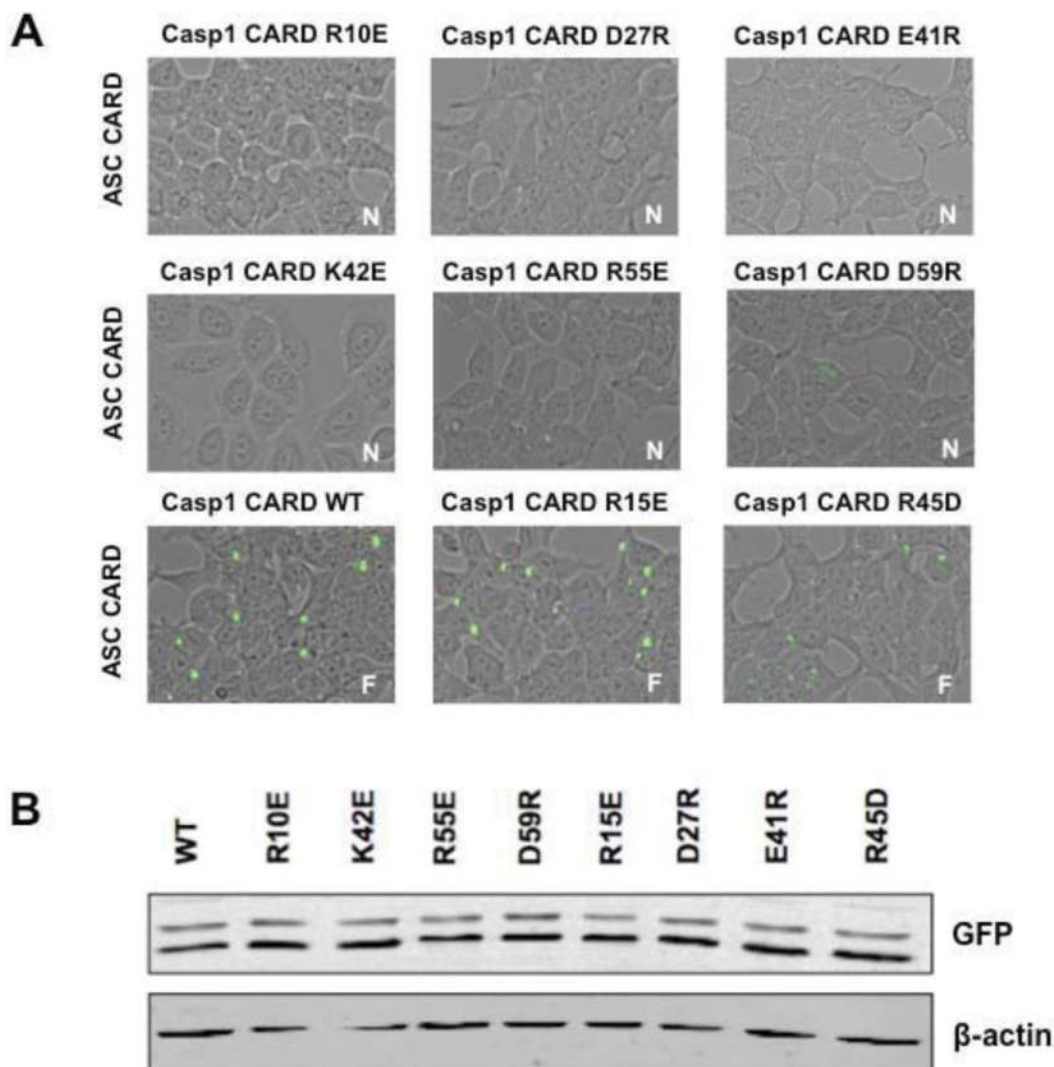 A
Casp1 CARD R10E Casp1 CARD D27R Casp1 CARD E41R
ASC CARD
N N N
Casp1 CARD K42E Casp1 CARD R55E Casp1 CARD D59R
ASC CARD
N N N
Casp1 CARD WT Casp1 CARD R15E Casp1 CARD R45D
ASC CARD
F F F
B
WT R10E K42E R55E D59R R15E D27R E41R R45D
GFP
β-actin